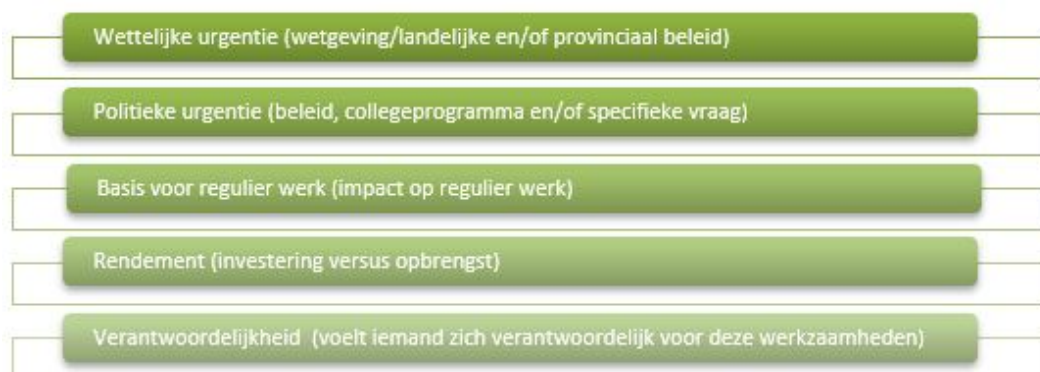 Wettelijke urgentie (wetgeving/landelijke en/of provinciaal beleid)
Politieke urgentie (beleid, collegeprogramma en/of specifieke vraag)
Basis voor regulier werk (impact op regulier werk)
Rendement (investering versus opbrengst)
Verantwoordelijkheid (voelt iemand zich verantwoordelijk voor deze werkzaamheden)